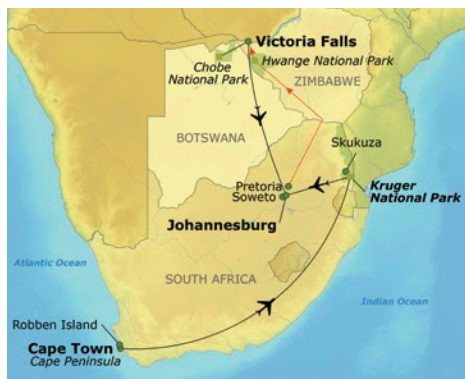 Victoria Falls
Chobe
National Park
Hwange National Park
ZIMBABWE
BOTSWANA
Skukuza
Pretoria
Soweto
Kruger
National Park
Johannesburg
Atlantic Ocean
SOUTH AFRICA
Indian Ocean
Robben Island
Cape Town
Cape Peninsula